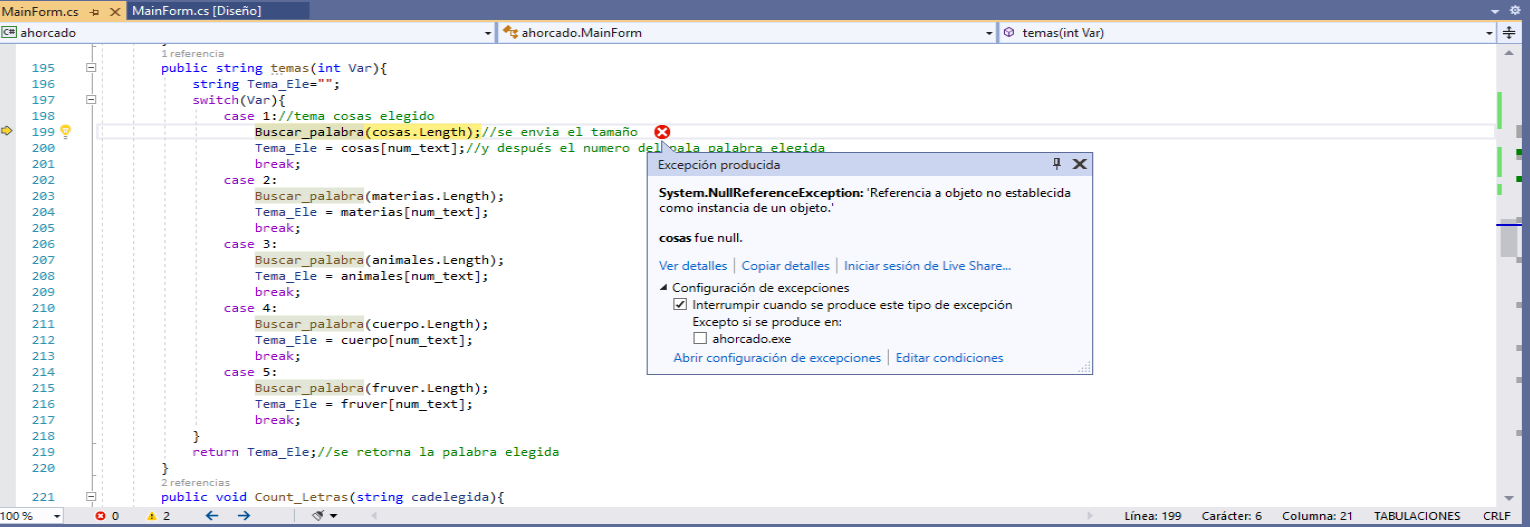 MainForm.cs
MainForm.cs [Diseño]
C# ahorcado
ahorcado.MainForm
temas(int Var)
}
1 referencia
195 public string temas(int Var){
196 string Tema_Ele="";
197 switch(Var){
198 case 1://tema cosas elegido
199 Buscar_palabra(cosas.Length);//se envia el tamaño
200 Tema_Ele = cosas[num_text];//y después el numero del pala palabra elegida
201 break;
202 case 2:
203 Buscar_palabra(materias.Length);
204 Tema_Ele = materias[num_text];
205 break;
206 case 3:
207 Buscar_palabra(animales.Length);
208 Tema_Ele = animales[num_text];
209 break;
210 case 4:
211 Buscar_palabra(cuerpo.Length);
212 Tema_Ele = cuerpo[num_text];
213 break;
214 case 5:
215 Buscar_palabra(fruver.Length);
216 Tema_Ele = fruver[num_text];
217 break;
218 }
219 return Tema_Ele;//se retorna la palabra elegida
220 }
2 referencias
221 public void Count_Letras(string cadelegida){
Excepción producida
System.NullReferenceException: 'Referencia a objeto no establecida
como instancia de un objeto.'
cosas fue null.
Ver detalles | Copiar detalles | Iniciar sesión de Live Share...
Configuración de excepciones
Interrumpir cuando se produce este tipo de excepción
Excepto si se produce en:
ahorcado.exe
Abrir configuración de excepciones | Editar condiciones
100 % 0 2 Línea: 199 Carácter: 6 Columna: 21 TABULACIONES CRLF